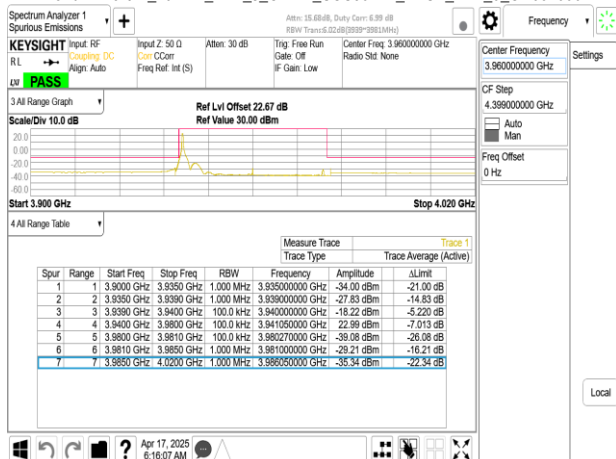 Spectrum Analyzer 1
Spurious Emissions
+
Attn: 15.68dB, Duty Corr: 6.99 dB
RBW Trans:6.02dB(3939~3981MHz)
Frequency
KEYSIGHT Input: RF Input Z: 50 Ω Atten: 30 dB Trig: Free Run Center Freq: 3.960000000 GHz
RL Coupling: DC Corr CCorr Gate: Off Radio Std: None
Align: Auto Freq Ref: Int (S) IF Gain: Low
LXI PASS
Center Frequency
3.960000000 GHz
Settings
CF Step
4.399000000 GHz
Auto
Man
Freq Offset
0 Hz
3 All Range Graph
Ref Lvl Offset 22.67 dB
Scale/Div 10.0 dB Ref Value 30.00 dBm
20.0
0.00
-20.0
-40.0
-60.0
Start 3.900 GHz Stop 4.020 GHz
4 All Range Table
Measure Trace Trace 1
Trace Type Trace Average (Active)
Spur Range Start Freq Stop Freq RBW Frequency Amplitude ΔLimit
1 1 3.9000 GHz 3.9350 GHz 1.000 MHz 3.935000000 GHz -34.00 dBm -21.00 dB
2 2 3.9350 GHz 3.9390 GHz 1.000 MHz 3.939000000 GHz -27.83 dBm -14.83 dB
3 3 3.9390 GHz 3.9400 GHz 100.0 kHz 3.940000000 GHz -18.22 dBm -5.220 dB
4 4 3.9400 GHz 3.9800 GHz 100.0 kHz 3.941050000 GHz 22.99 dBm -7.013 dB
5 5 3.9800 GHz 3.9810 GHz 100.0 kHz 3.980270000 GHz -39.08 dBm -26.08 dB
6 6 3.9810 GHz 3.9850 GHz 1.000 MHz 3.981000000 GHz -29.21 dBm -16.21 dB
7 7 3.9850 GHz 4.0200 GHz 1.000 MHz 3.986050000 GHz -35.34 dBm -22.34 dB
Local
? Apr 17, 2025
6:16:07 AM